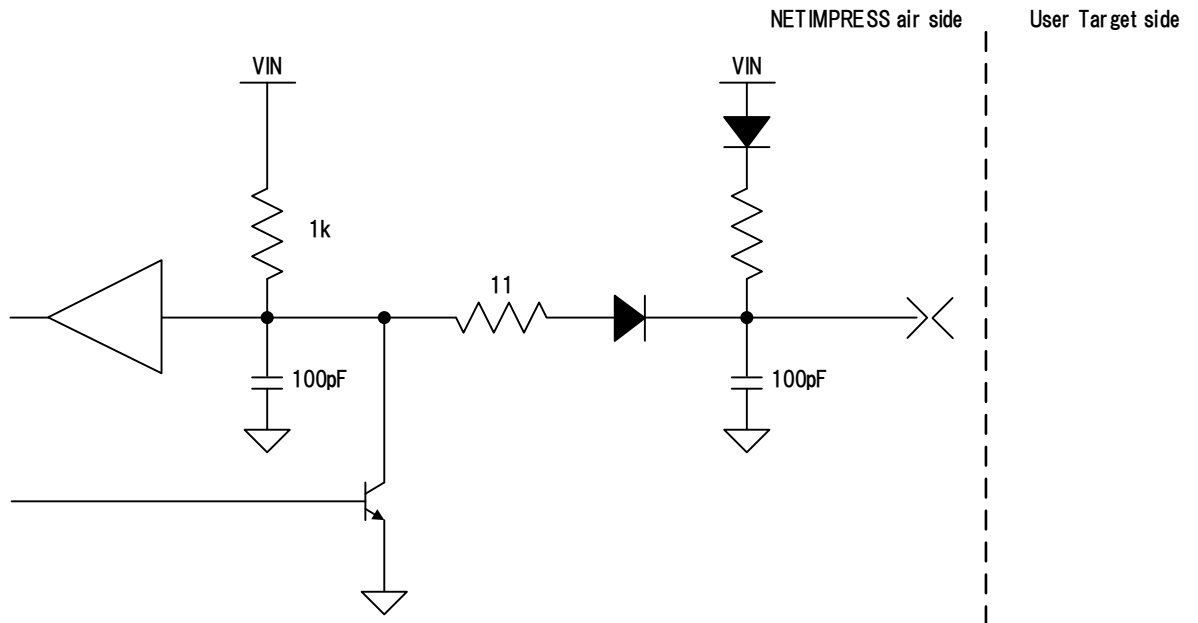 NETIMPRESS air side
User Target side
VIN
VIN
1k
11
100pF
100pF